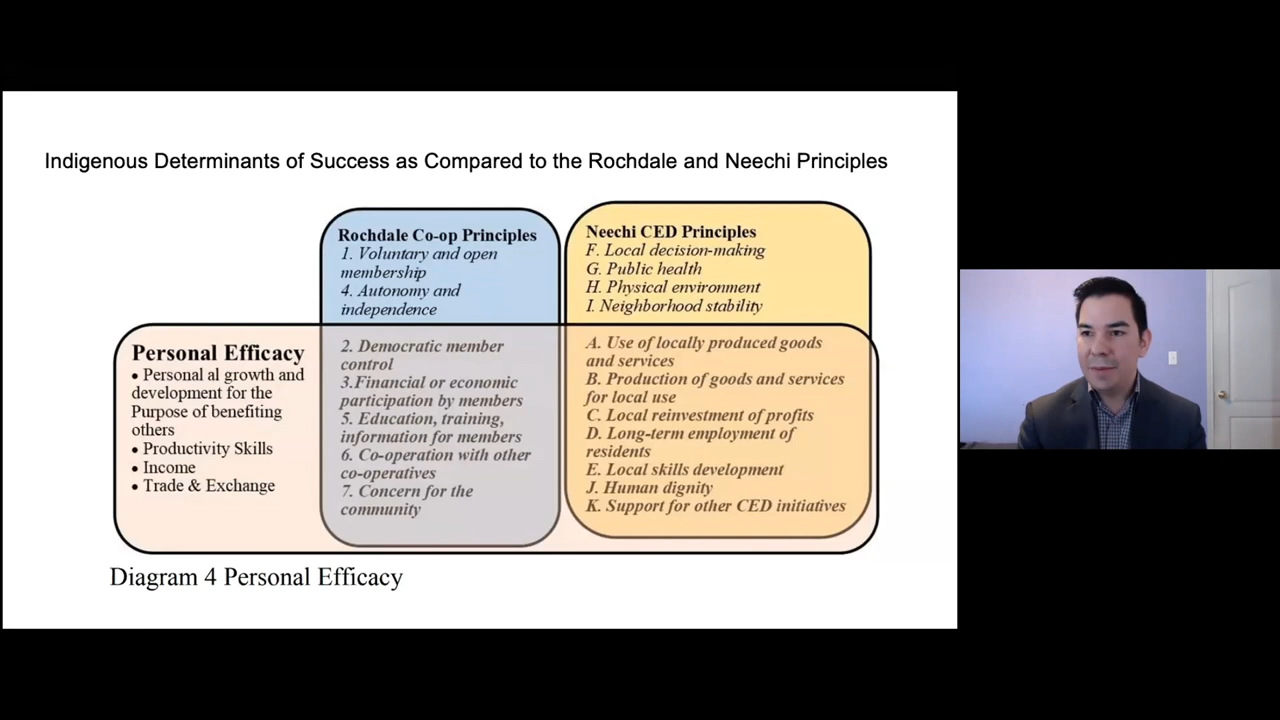 Indigenous Determinants of Success as Compared to the Rochdale and Neechi Principles
Rochdale Co-op Principles
1. Voluntary and open
membership
4. Autonomy and
independence
Neechi CED Principles
F. Local decision-making
G. Public health
H. Physical environment
I. Neighborhood stability
Personal Efficacy
• Personal al growth and
development for the
Purpose of benefiting
others
• Productivity Skills
• Income
• Trade & Exchange
2. Democratic member
control
3.Financial or economic
participation by members
5. Education, training,
information for members
6. Co-operation with other
co-operatives
7. Concern for the
community
A. Use of locally produced goods
and services
B. Production of goods and services
for local use
C. Local reinvestment of profits
D. Long-term employment of
residents
E. Local skills development
J. Human dignity
K. Support for other CED initiatives
Diagram 4 Personal Efficacy